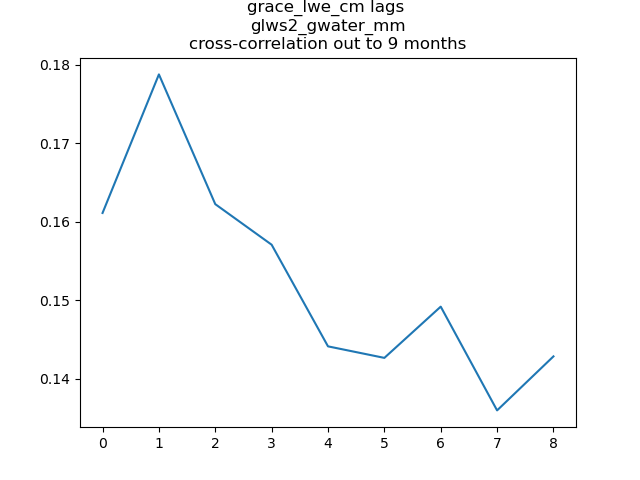 grace_lwe_cm lags
glws2_gwater_mm
cross-correlation out to 9 months
0.18
0.17
0.16
0.15
0.14
0 1 2 3 4 5 6 7 8